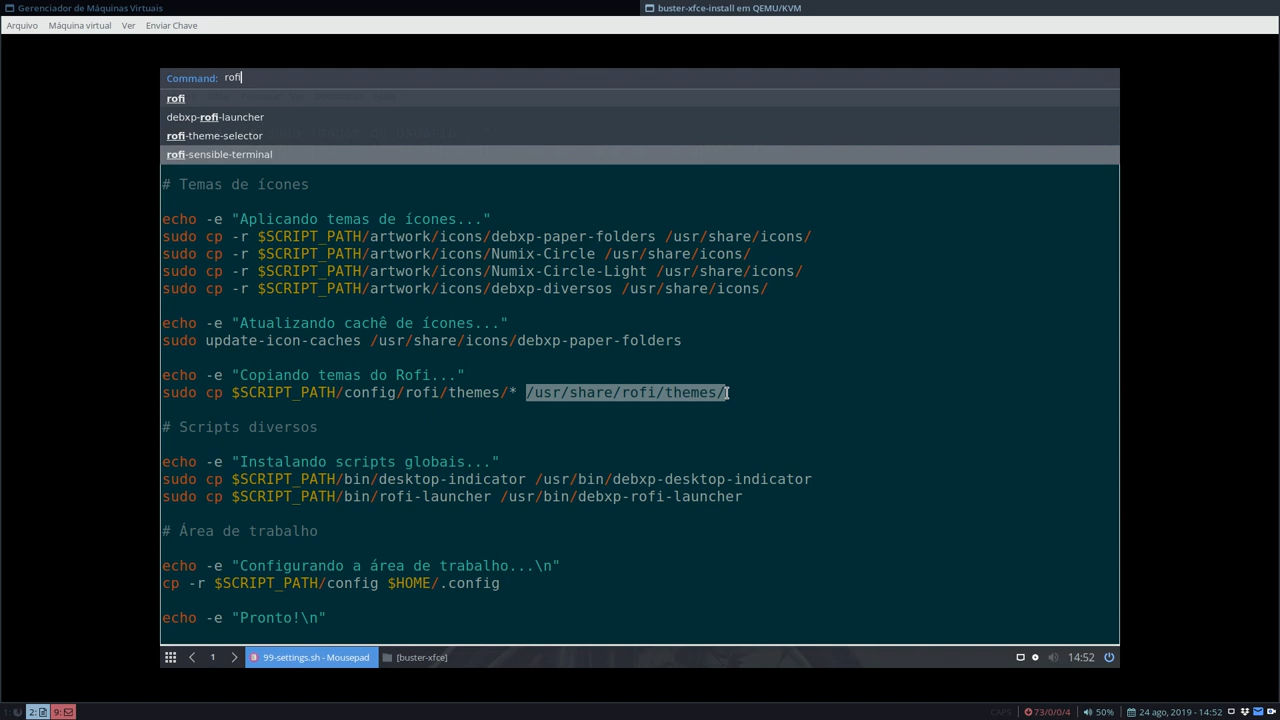 Gerenciador de Máquinas Virtuais
buster-xfce-install em QEMU/KVM
Arquivo Máquina virtual Ver Enviar Chave
Command: rofi
rofi
debxp-rofi-launcher
rofi-theme-selector
rofi-sensible-terminal
# Temas de ícones
echo -e "Aplicando temas de ícones..."
sudo cp -r $SCRIPT_PATH/artwork/icons/debxp-paper-folders /usr/share/icons/
sudo cp -r $SCRIPT_PATH/artwork/icons/Numix-Circle /usr/share/icons/
sudo cp -r $SCRIPT_PATH/artwork/icons/Numix-Circle-Light /usr/share/icons/
sudo cp -r $SCRIPT_PATH/artwork/icons/debxp-diversos /usr/share/icons/
echo -e "Atualizando cachê de ícones..."
sudo update-icon-caches /usr/share/icons/debxp-paper-folders
echo -e "Copiando temas do Rofi..."
sudo cp $SCRIPT_PATH/config/rofi/themes/* /usr/share/rofi/themes/
# Scripts diversos
echo -e "Instalando scripts globais..."
sudo cp $SCRIPT_PATH/bin/desktop-indicator /usr/bin/debxp-desktop-indicator
sudo cp $SCRIPT_PATH/bin/rofi-launcher /usr/bin/debxp-rofi-launcher
# Área de trabalho
echo -e "Configurando a área de trabalho...\n"
cp -r $SCRIPT_PATH/config $HOME/.config
echo -e "Pronto!\n"
1 99-settings.sh - Mousepad [buster-xfce] 14:52
1: 2: 9: CAPS 73/0/0/4 50% 24 ago, 2019 - 14:52